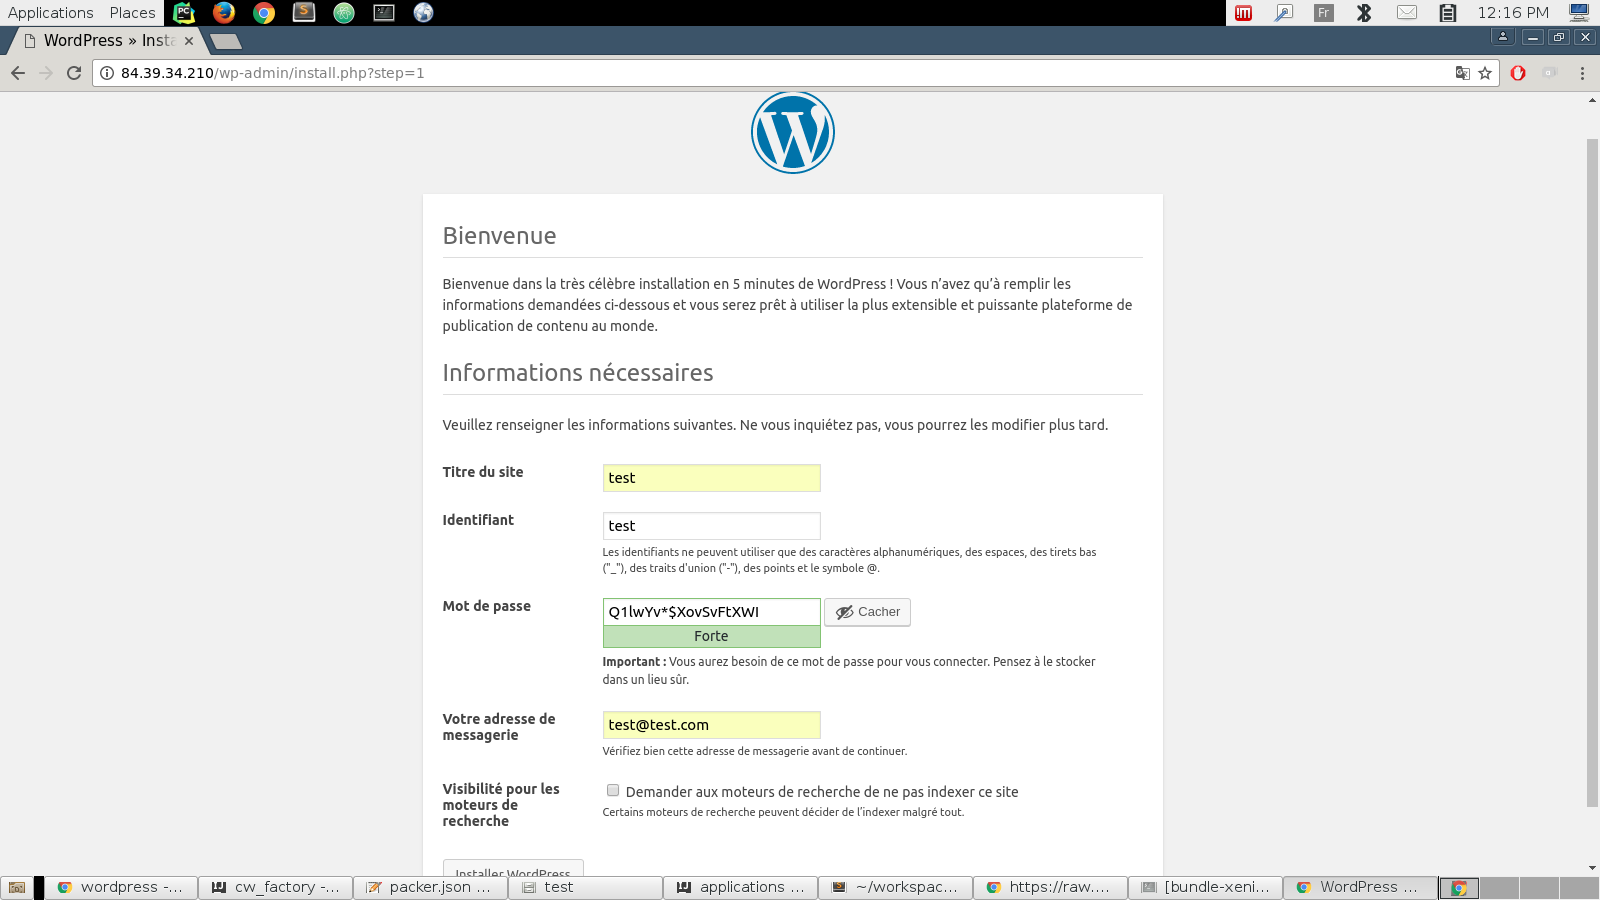 Applications Places Fr 12:16 PM
WordPress » Inst
84.39.34.210/wp-admin/install.php?step=1
Bienvenue
Bienvenue dans la très célèbre installation en 5 minutes de WordPress ! Vous n’avez qu’à remplir les
informations demandées ci-dessous et vous serez prêt à utiliser la plus extensible et puissante plateforme de
publication de contenu au monde.
Informations nécessaires
Veuillez renseigner les informations suivantes. Ne vous inquiétez pas, vous pourrez les modifier plus tard.
Titre du site
test
Identifiant
test
Les identifiants ne peuvent utiliser que des caractères alphanumériques, des espaces, des tirets bas
("_"), des traits d'union ("-"), des points et le symbole @.
Mot de passe
Q1lwYv*$XovSvFtXWI
Cacher
Forte
Important : Vous aurez besoin de ce mot de passe pour vous connecter. Pensez à le stocker
dans un lieu sûr.
Votre adresse de
messagerie
test@test.com
Vérifiez bien cette adresse de messagerie avant de continuer.
Visibilité pour les
moteurs de
recherche
Demander aux moteurs de recherche de ne pas indexer ce site
Certains moteurs de recherche peuvent décider de l’indexer malgré tout.
Installer WordPress
wordpress -... cw_factory -... packer.json ... test applications ... ~/workspac... https://raw.... [bundle-xeni... WordPress ...